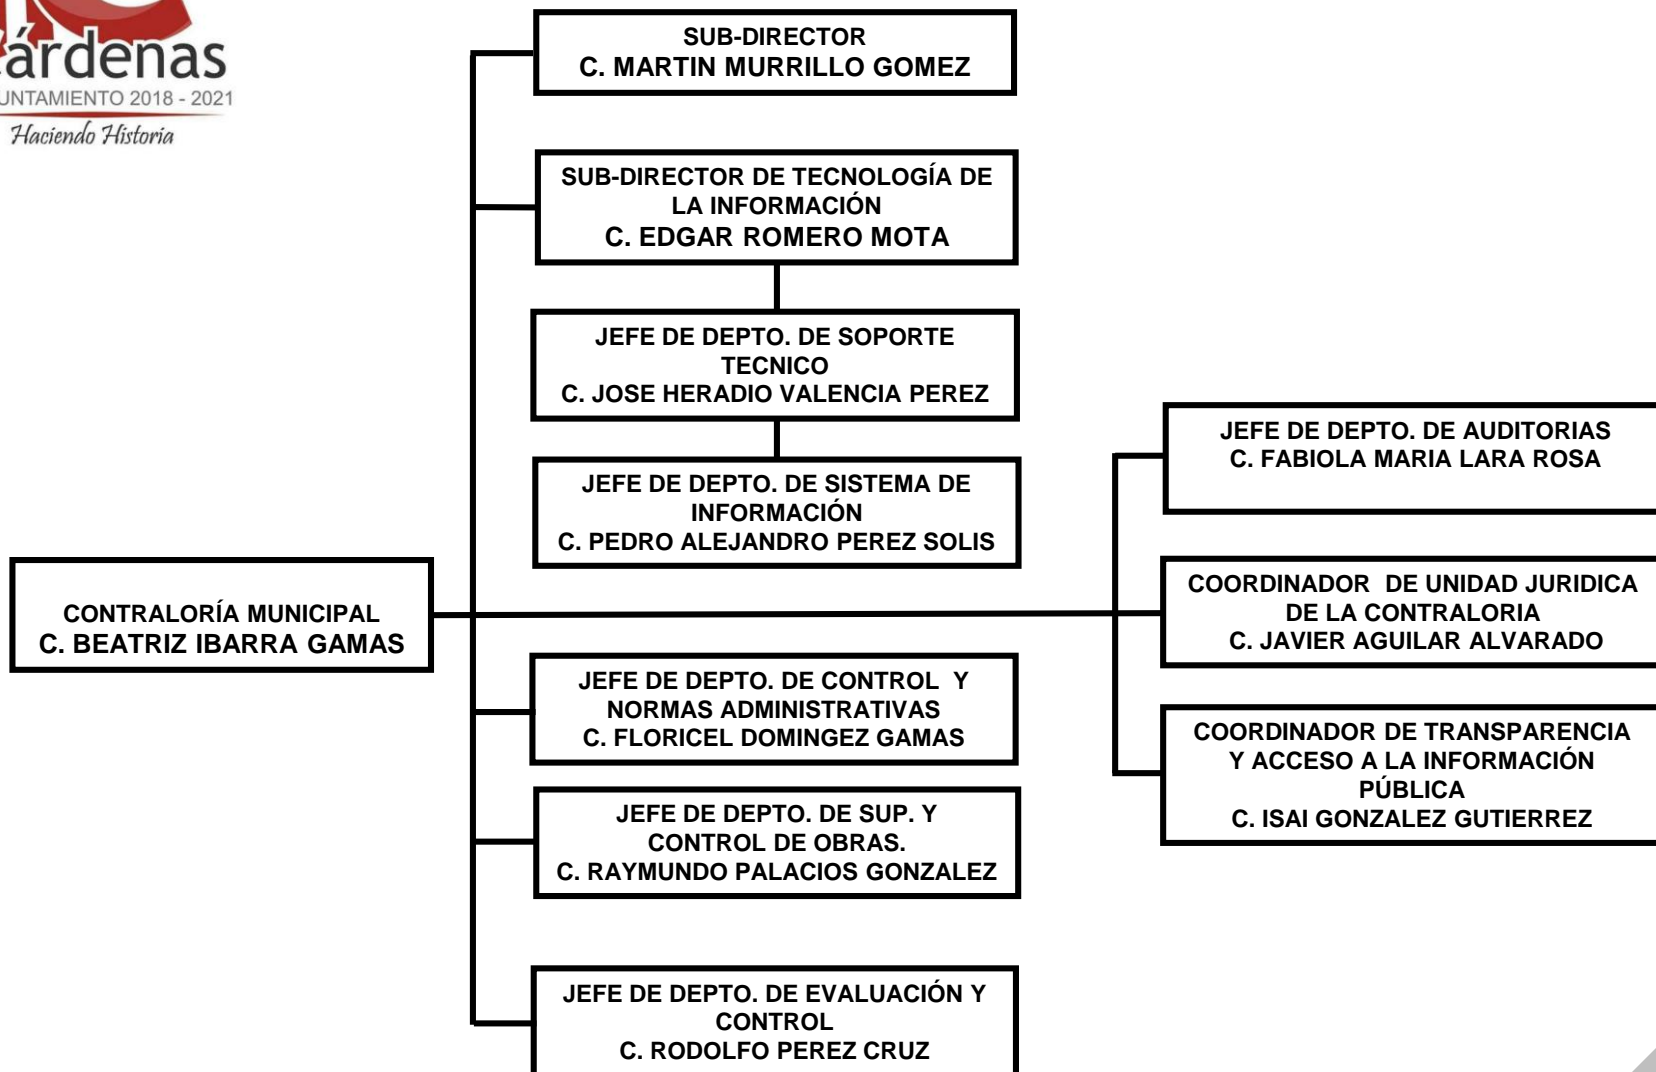 árdenas
UNTAMIENTO 2018 - 2021
Haciendo Historia
SUB-DIRECTOR
C. MARTIN MURRILLO GOMEZ
SUB-DIRECTOR DE TECNOLOGÍA DE
LA INFORMACIÓN
C. EDGAR ROMERO MOTA
JEFE DE DEPTO. DE SOPORTE
TECNICO
C. JOSE HERADIO VALENCIA PEREZ
JEFE DE DEPTO. DE SISTEMA DE
INFORMACIÓN
C. PEDRO ALEJANDRO PEREZ SOLIS
CONTRALORÍA MUNICIPAL
C. BEATRIZ IBARRA GAMAS
JEFE DE DEPTO. DE CONTROL Y
NORMAS ADMINISTRATIVAS
C. FLORICEL DOMINGEZ GAMAS
JEFE DE DEPTO. DE SUP. Y
CONTROL DE OBRAS.
C. RAYMUNDO PALACIOS GONZALEZ
JEFE DE DEPTO. DE EVALUACIÓN Y
CONTROL
C. RODOLFO PEREZ CRUZ
JEFE DE DEPTO. DE AUDITORIAS
C. FABIOLA MARIA LARA ROSA
COORDINADOR DE UNIDAD JURIDICA
DE LA CONTRALORIA
C. JAVIER AGUILAR ALVARADO
COORDINADOR DE TRANSPARENCIA
Y ACCESO A LA INFORMACIÓN
PÚBLICA
C. ISAI GONZALEZ GUTIERREZ